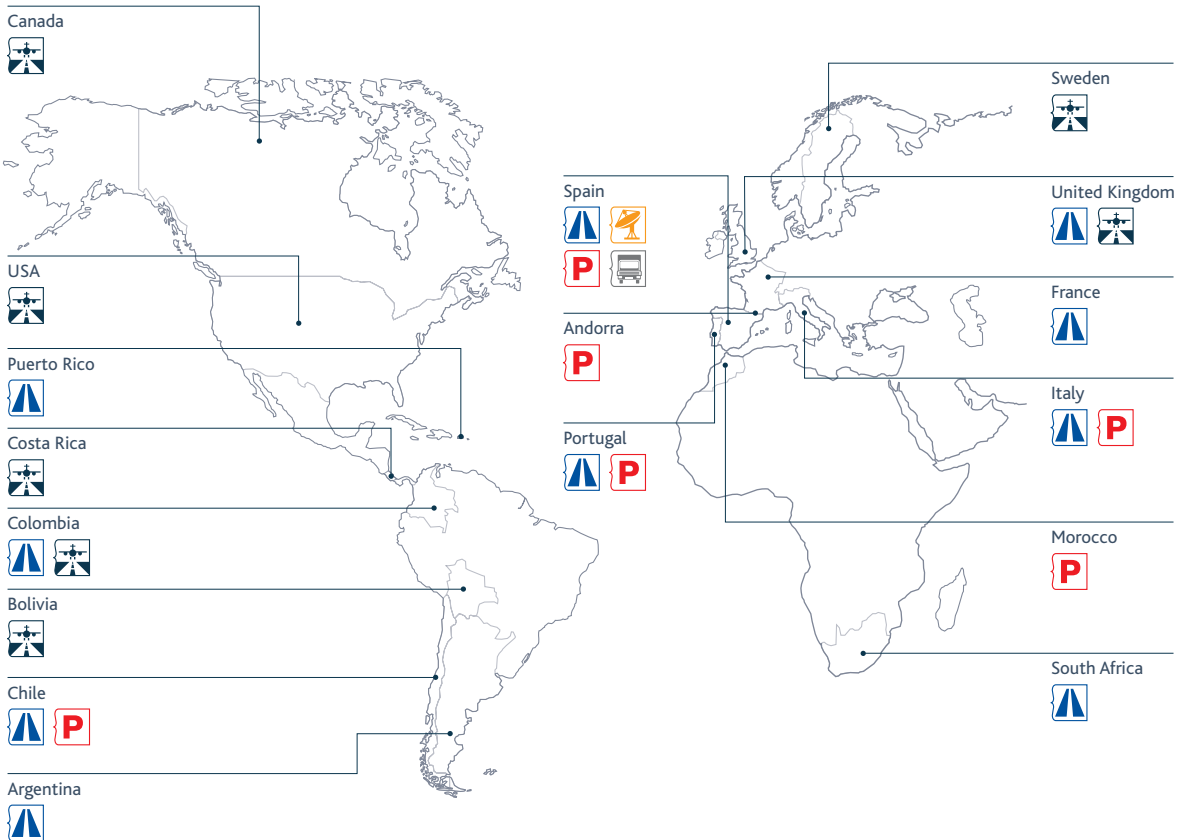 Canada
USA
Puerto Rico
Costa Rica
Colombia
Bolivia
Chile
P
Argentina
Spain
P
Andorra
P
Portugal
P
Sweden
United Kingdom
France
Italy
P
Morocco
P
South Africa